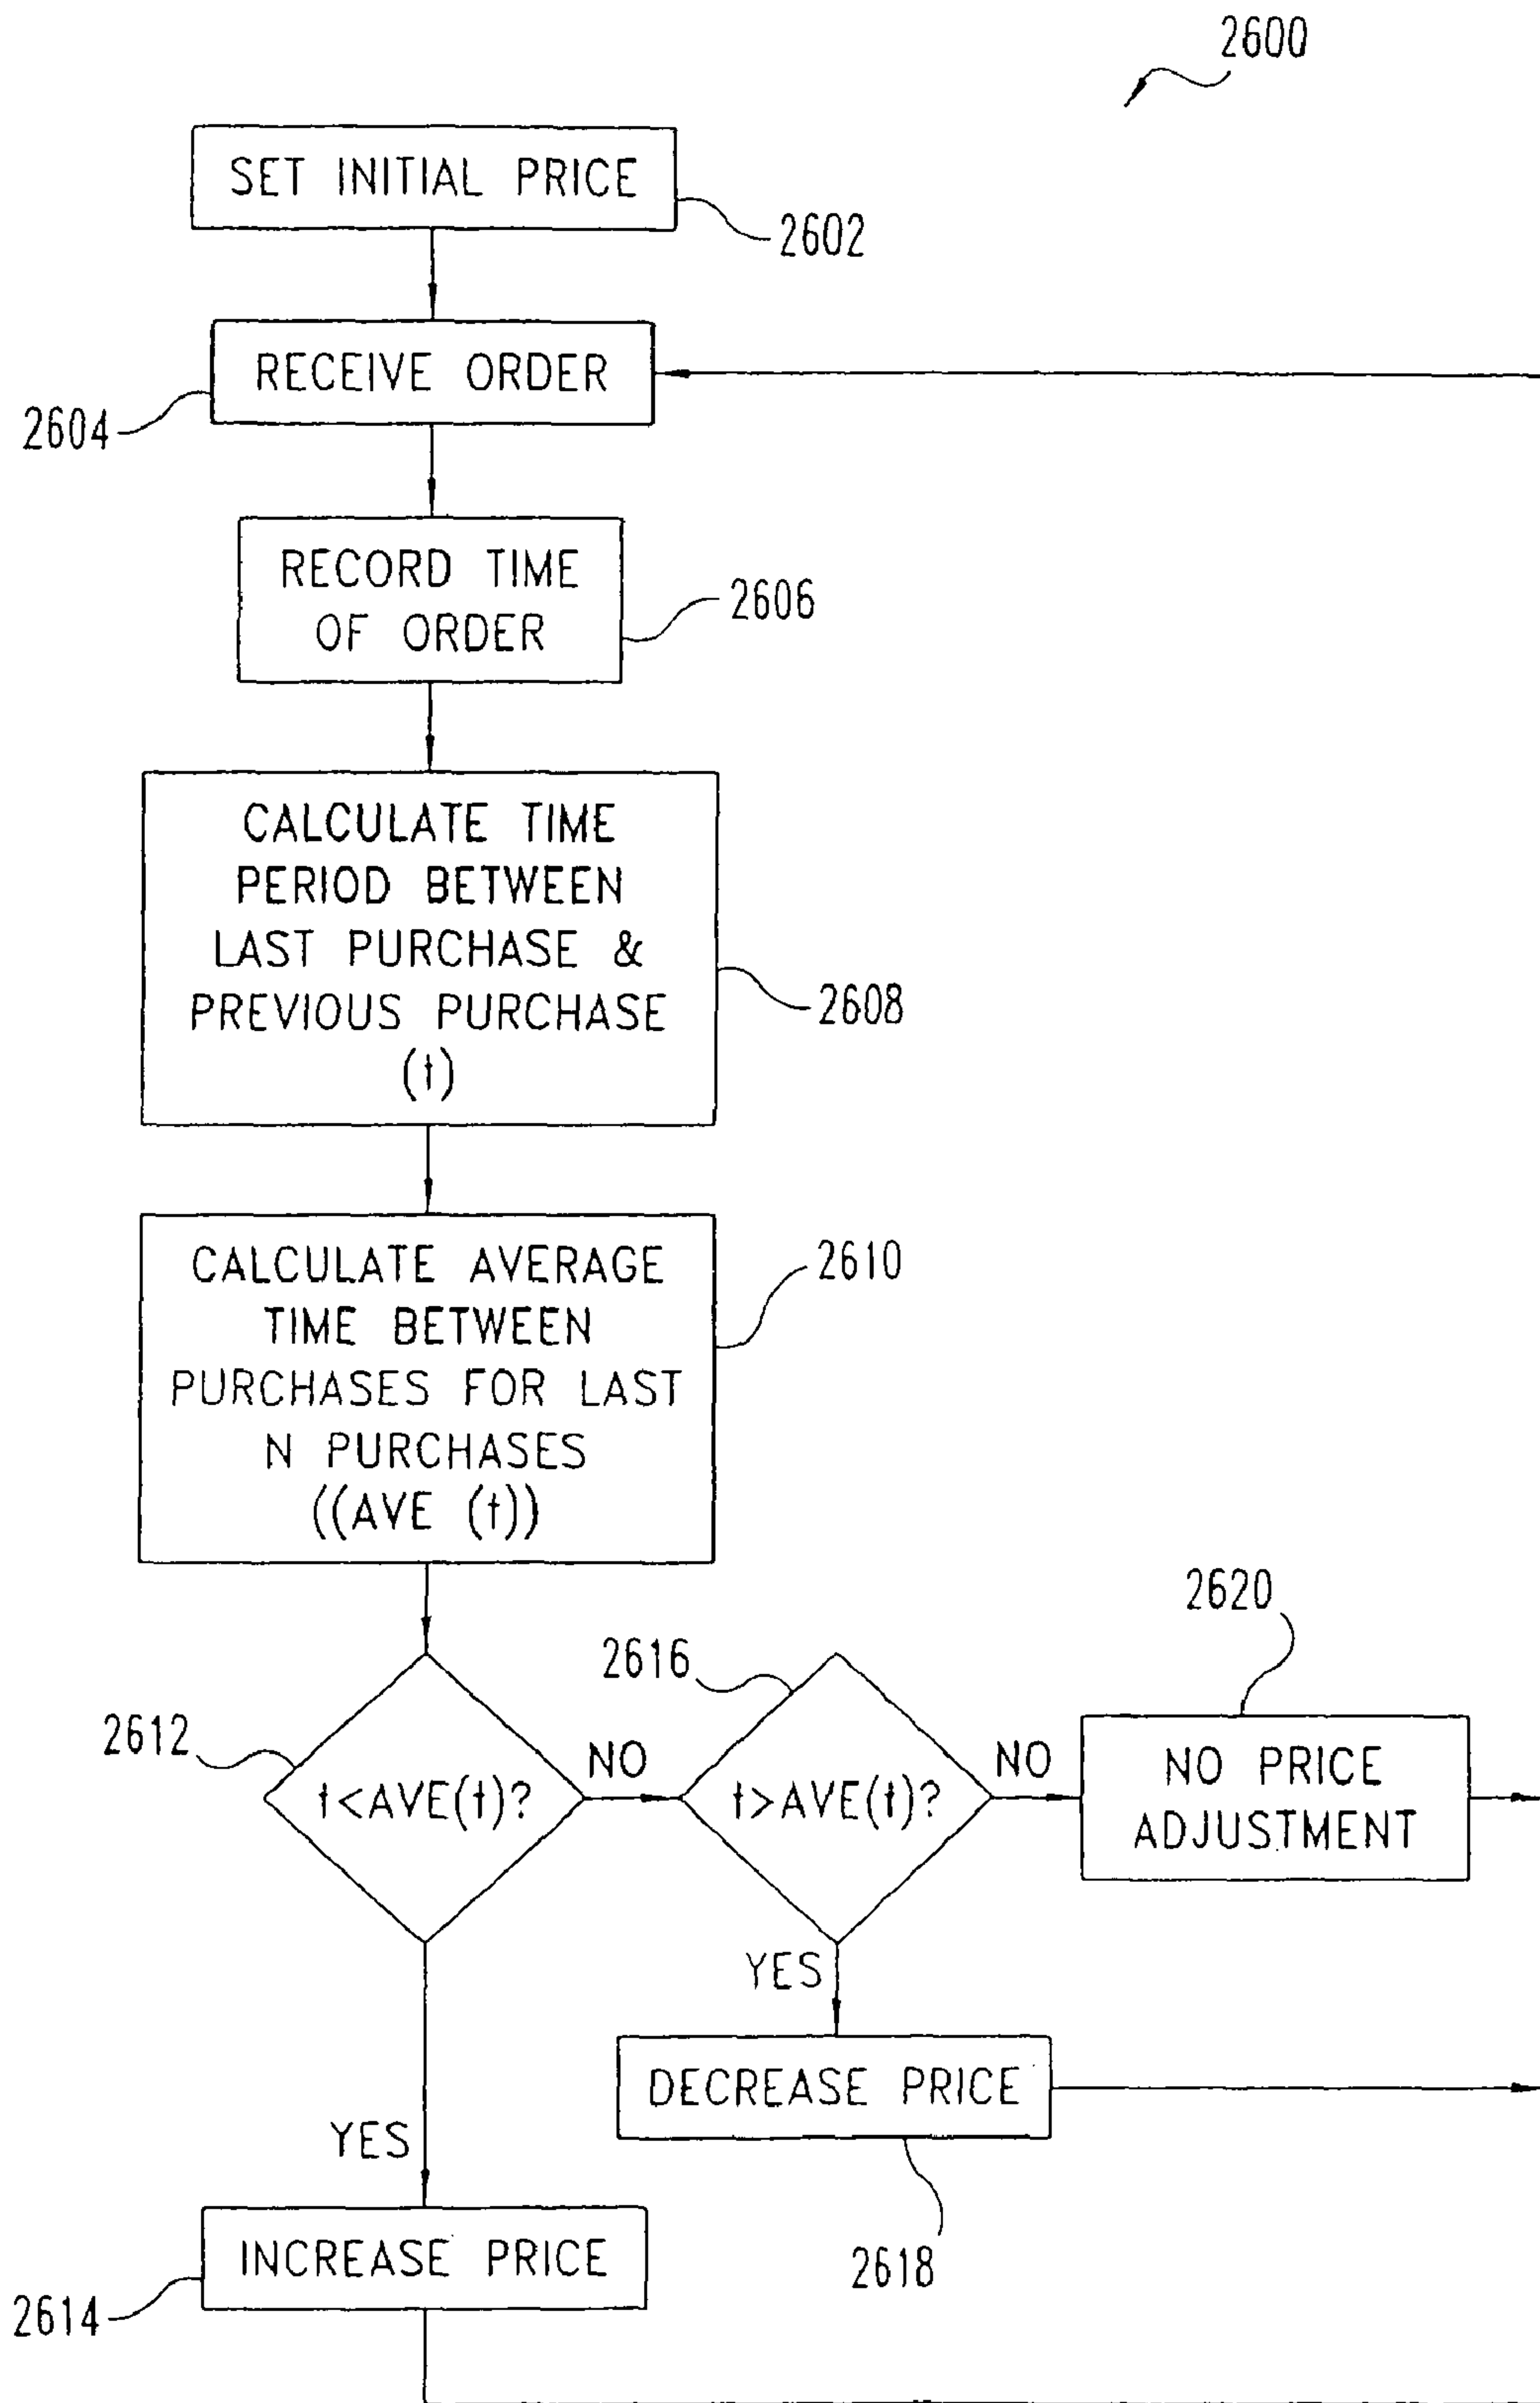 2600
SET INITIAL PRICE
2602
RECEIVE ORDER
2604
RECORD TIME
OF ORDER
2606
CALCULATE TIME
PERIOD BETWEEN
LAST PURCHASE &
PREVIOUS PURCHASE
(t)
2608
CALCULATE AVERAGE
TIME BETWEEN
PURCHASES FOR LAST
N PURCHASES
((AVE (t))
2610
2612
t<AVE(t)?
NO
2616
t>AVE(t)?
NO
2620
NO PRICE
ADJUSTMENT
YES
DECREASE PRICE
2618
YES
INCREASE PRICE
2614